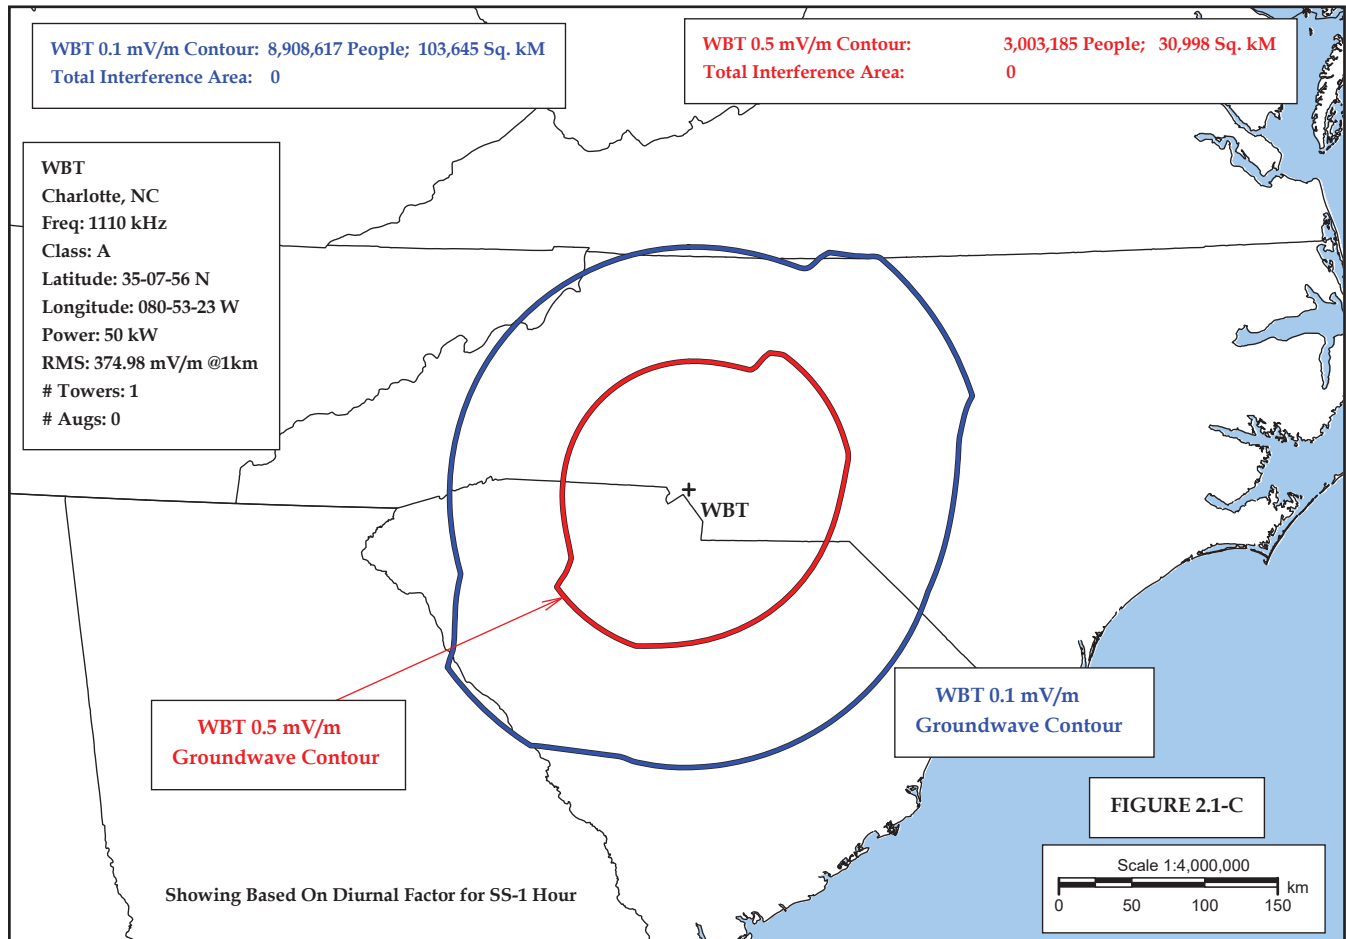 WBT 0.1 mV/m Contour: 8,908,617 People; 103,645 Sq. kM
Total Interference Area: 0
WBT 0.5 mV/m Contour: 3,003,185 People; 30,998 Sq. kM
Total Interference Area: 0
WBT
Charlotte, NC
Freq: 1110 kHz
Class: A
Latitude: 35-07-56 N
Longitude: 080-53-23 W
Power: 50 kW
RMS: 374.98 mV/m @1km
# Towers: 1
# Augs: 0
WBT
WBT 0.5 mV/m
Groundwave Contour
WBT 0.1 mV/m
Groundwave Contour
FIGURE 2.1-C
Scale 1:4,000,000
km
0 50 100 150
Showing Based On Diurnal Factor for SS-1 Hour